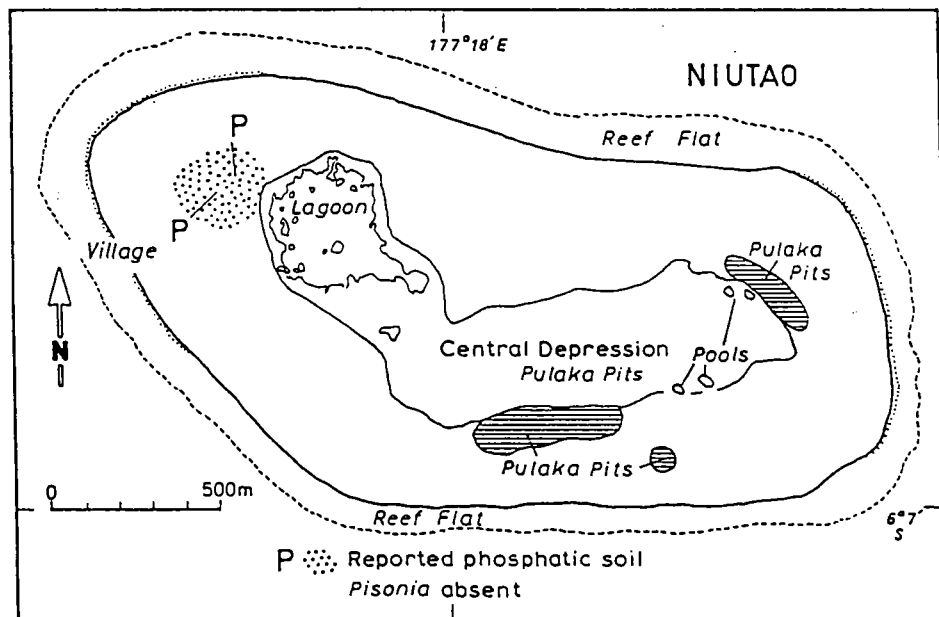 177°18'E
NIUTAO
Reef Flat
P
P
Lagoon
Village
Pulaka
Pits
N
Central Depression
Pulaka Pits
Pools
Pulaka Pits
0 500m
Reef Flat
6°7
S
P Reported phosphatic soil
Pisonia absent